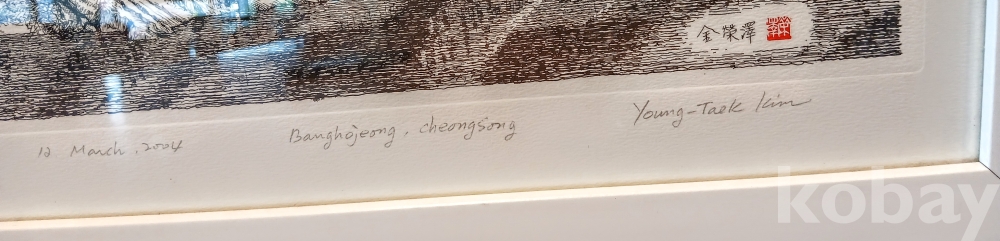 金榮澤
12 March, 2004
Banghojeong, cheongsong
Young-Taek Kim
kobay